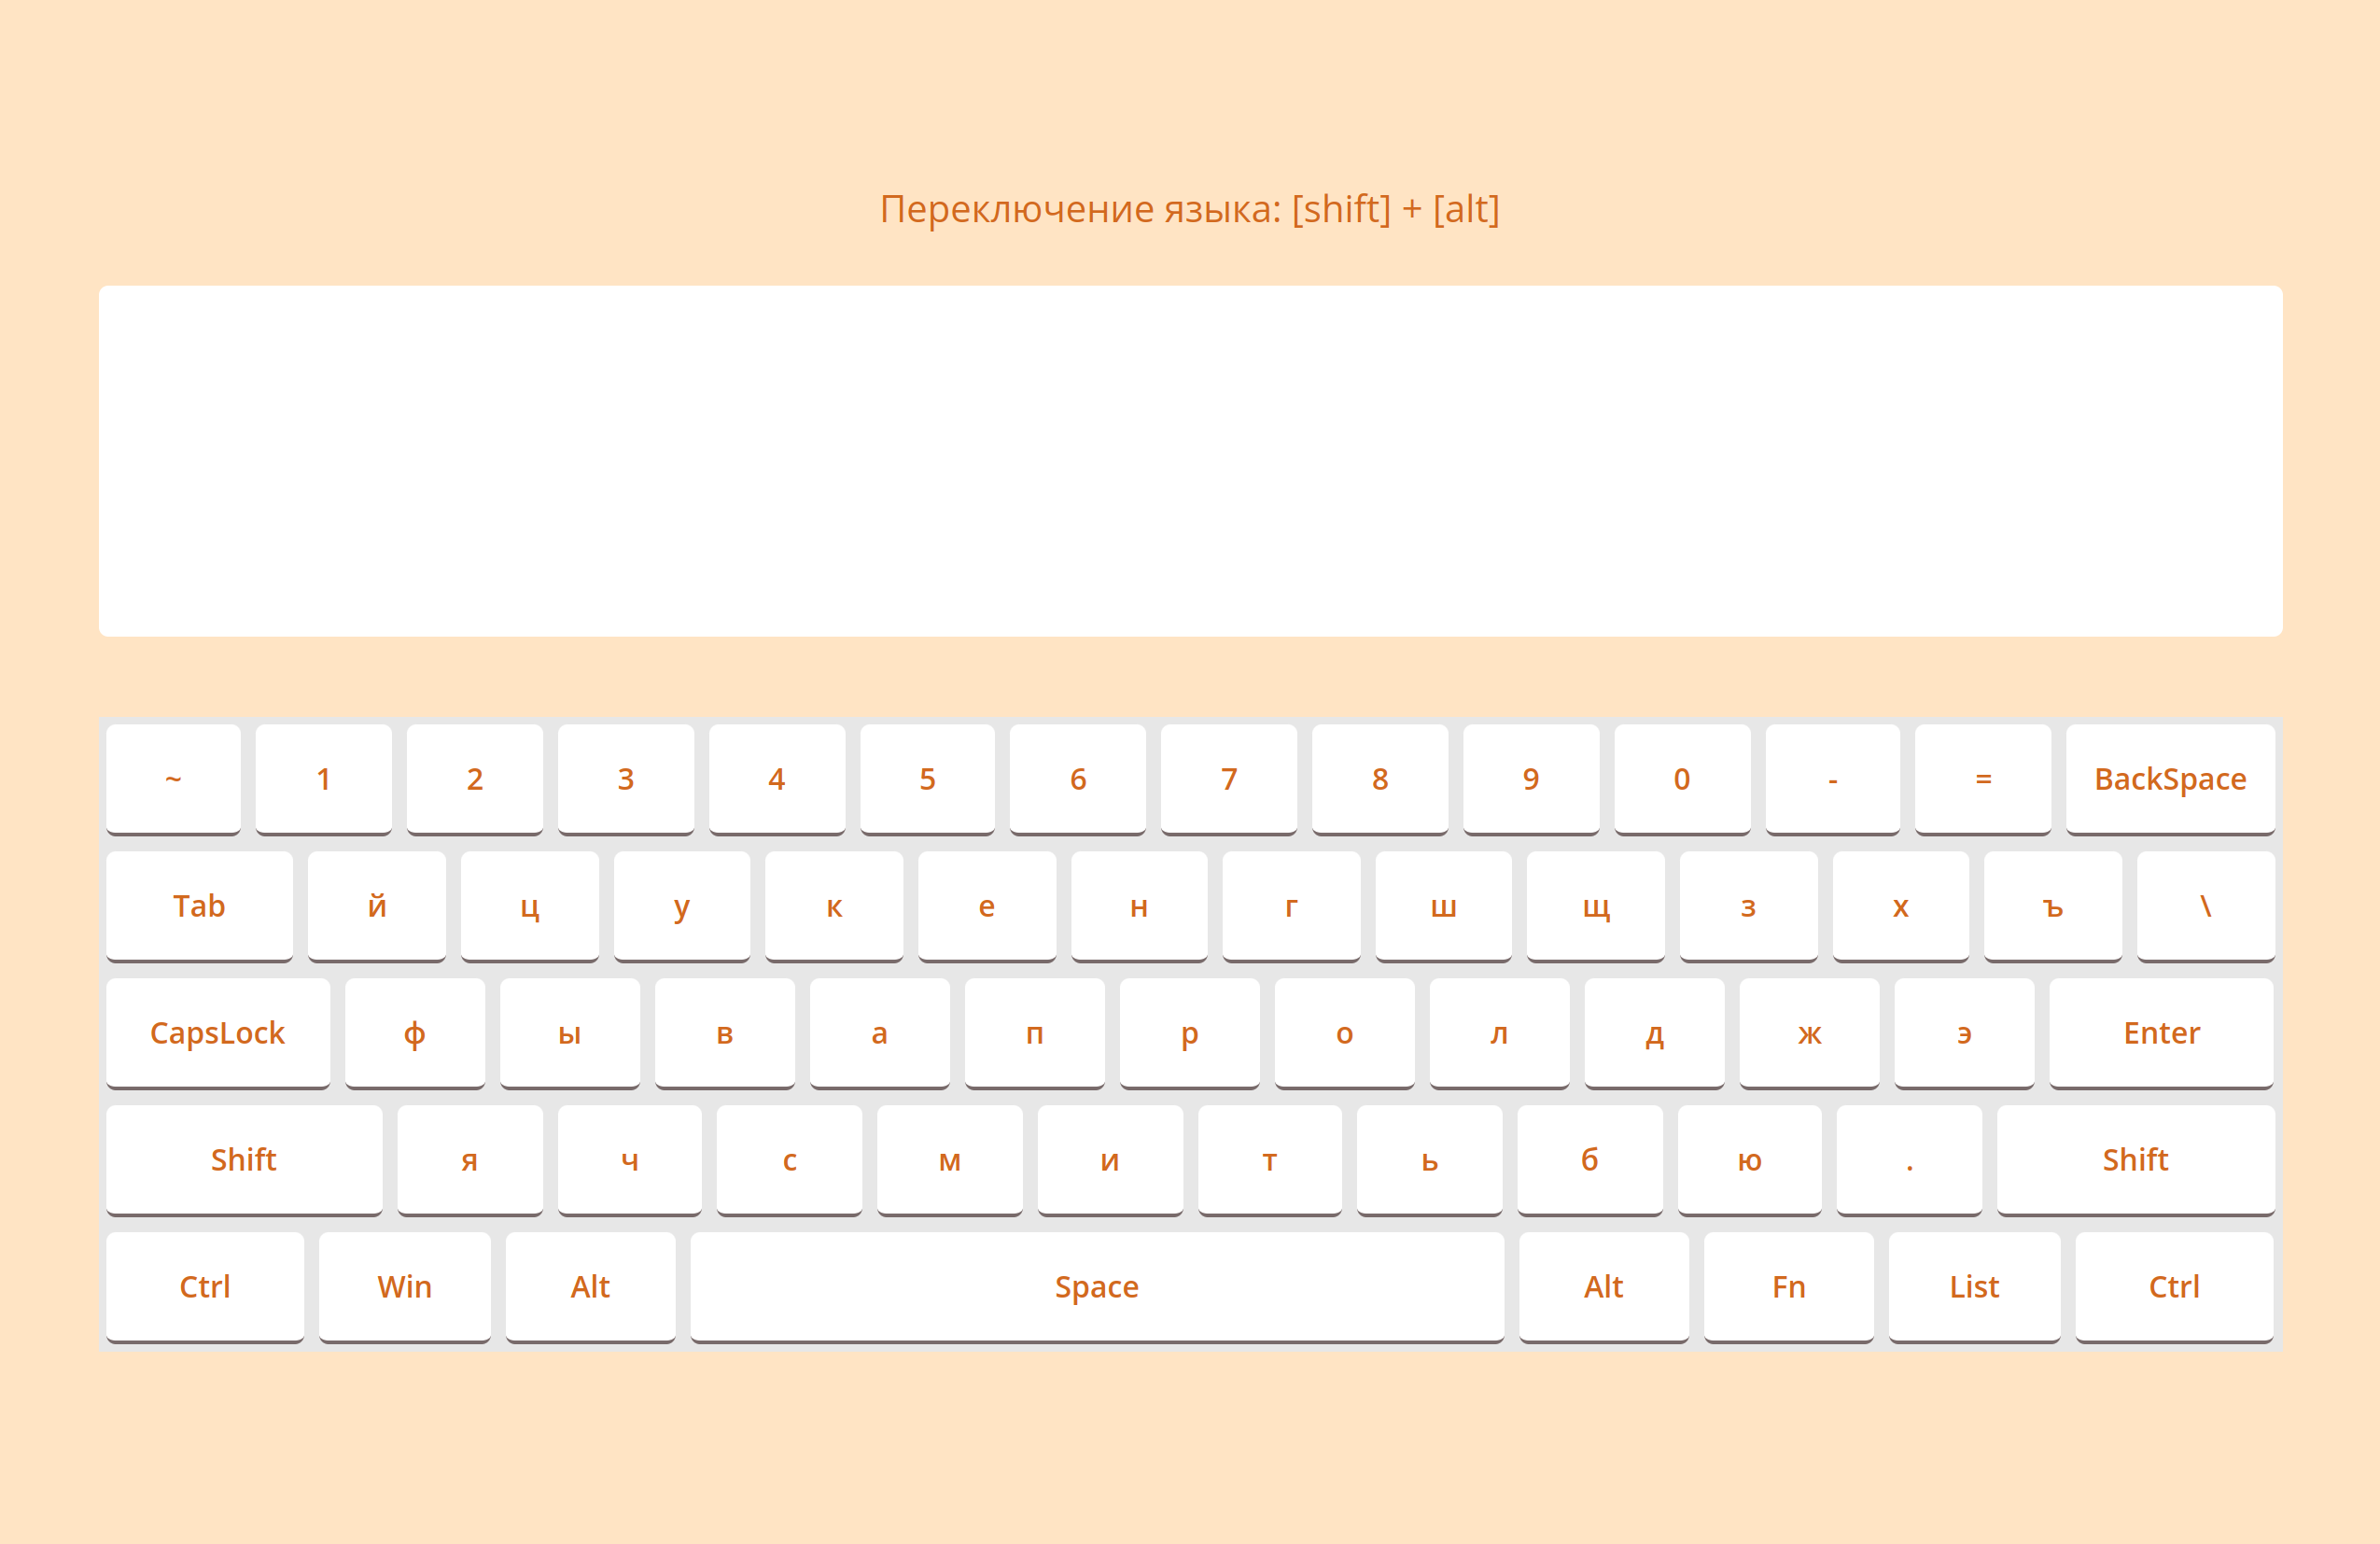 Переключение языка: [shift] + [alt]
~ 1 2 3 4 5 6 7 8 9 0 - = BackSpace
Tab й ц у к е н г ш щ з х ъ \
CapsLock ф ы в а п р о л д ж э Enter
Shift я ч с м и т ь б ю . Shift
Ctrl Win Alt Space Alt Fn List Ctrl